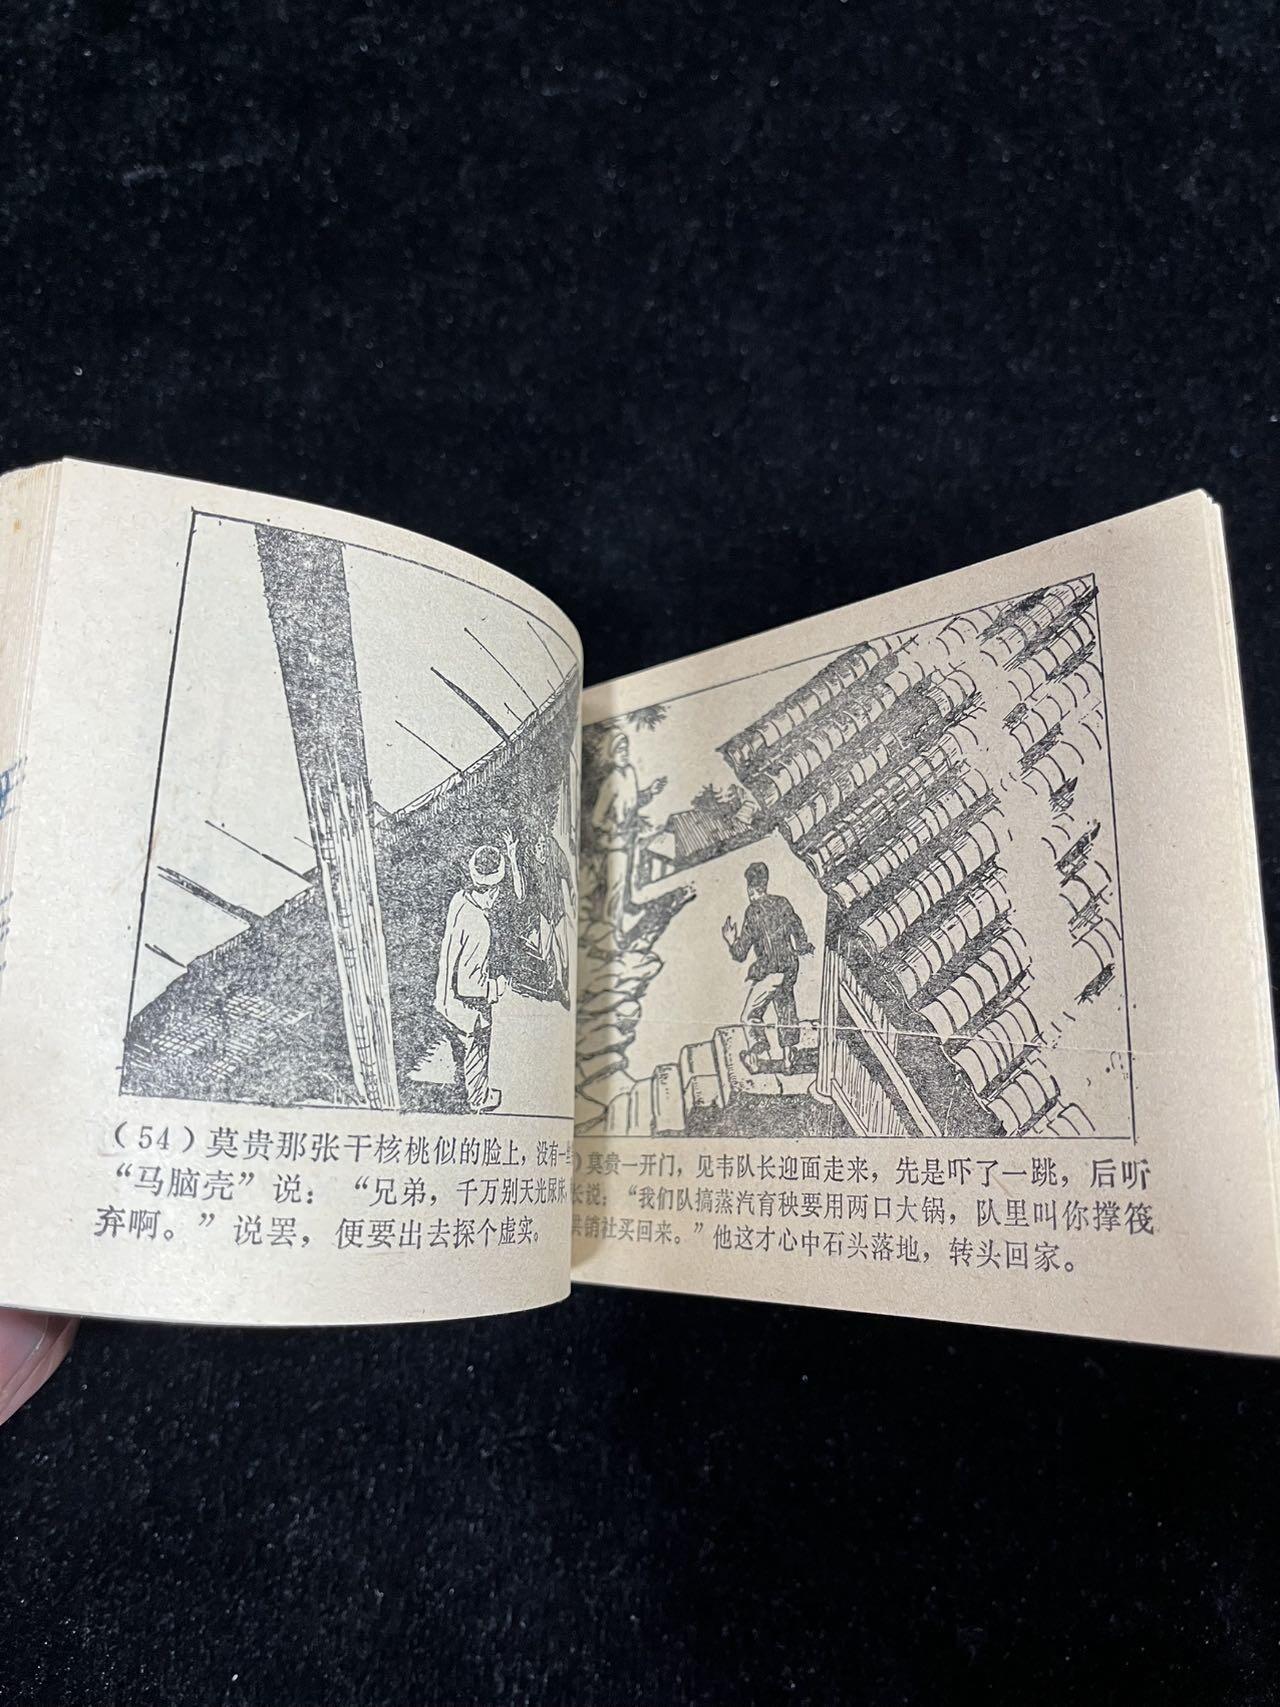 (54)莫贵那张干核桃似的脸上，没有一
“马脑壳”说：“兄弟，千万别天光尿床，
弃啊。”说罢，便要出去探个虚实。
)莫贵一开门，见韦队长迎面走来，先是吓了一跳，后听
长说：“我们队搞蒸汽育秧要用两口大锅，队里叫你撑筏
供销社买回来。”他这才心中石头落地，转头回家。